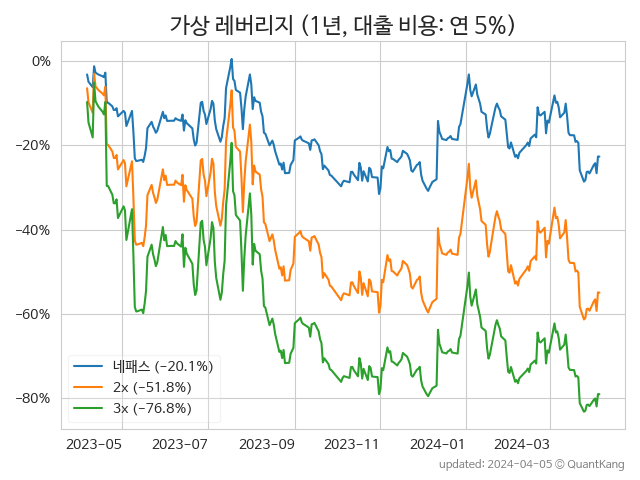 가상 레버리지 (1년, 대출 비용: 연 5%)
0%
−20%
−40%
−60%
−80%
네패스 (−20.1%)
2x (−51.8%)
3x (−76.8%)
2023-05 2023-07 2023-09 2023-11 2024-01 2024-03
updated: 2024-04-05 © QuantKang